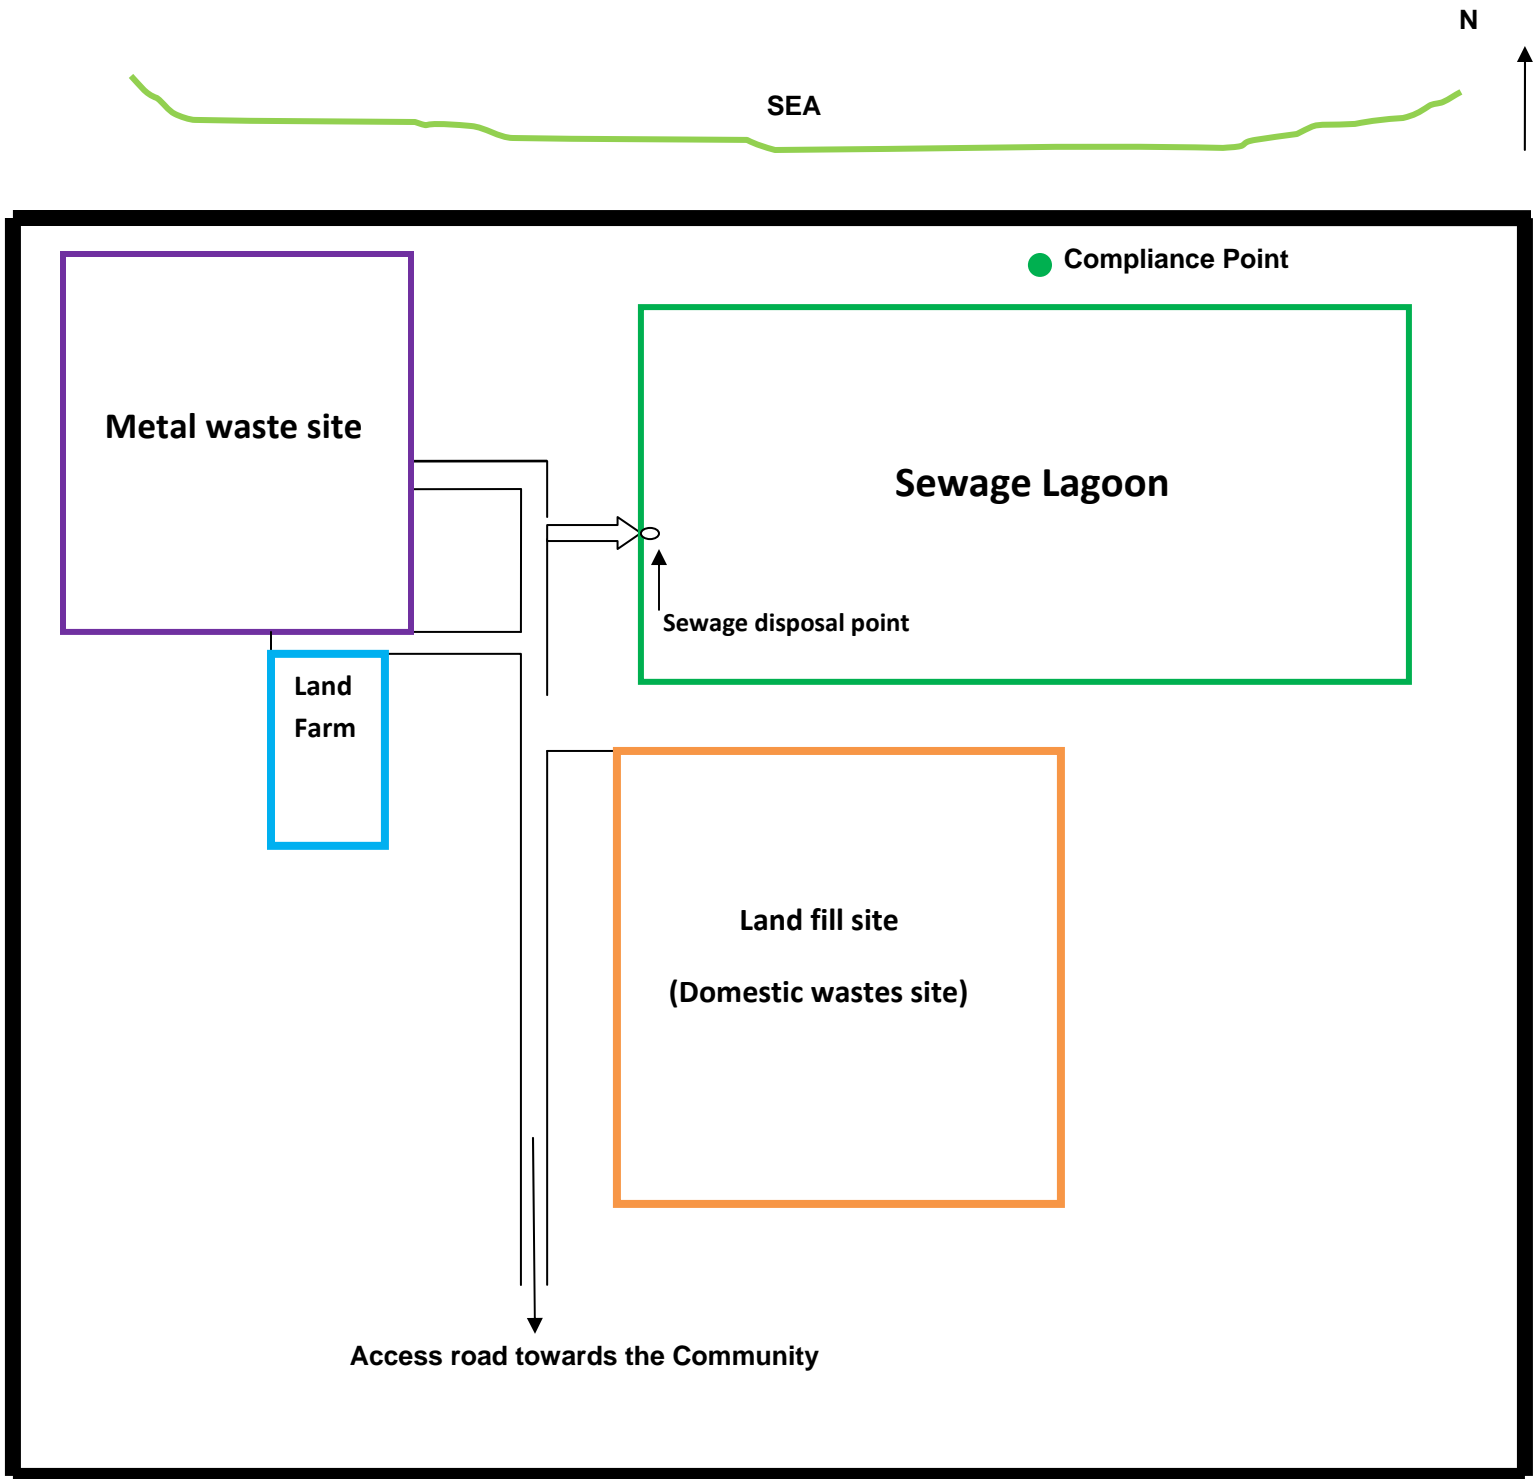 N
SEA
Compliance Point
Metal waste site
Sewage Lagoon
Sewage disposal point
Land
Farm
Land fill site
(Domestic wastes site)
Access road towards the Community